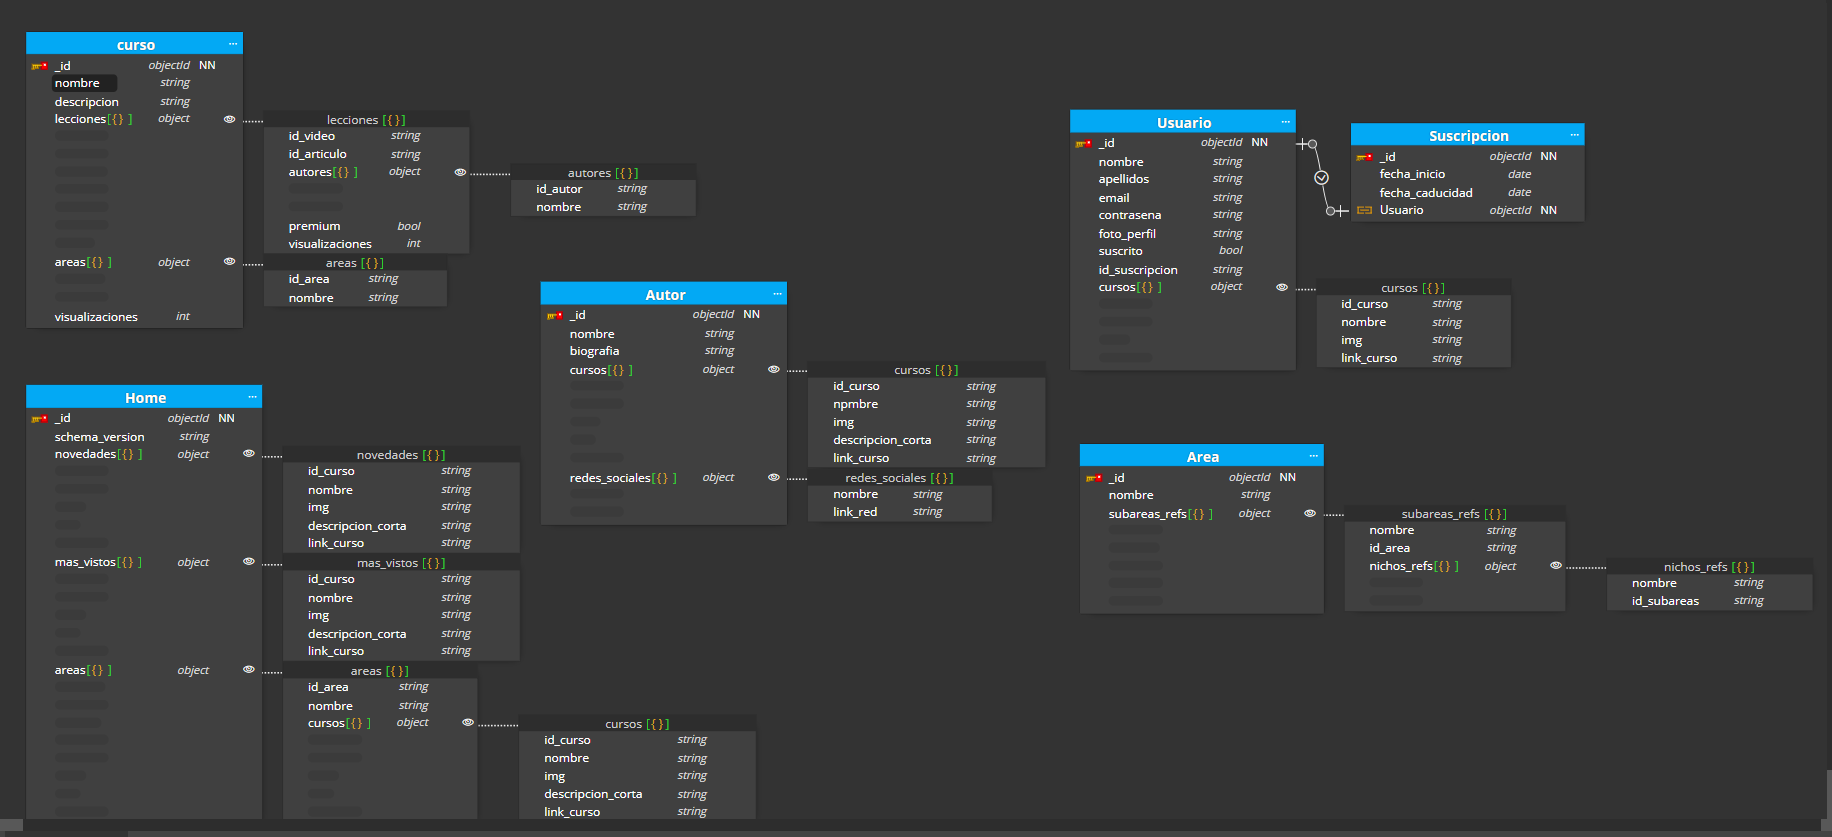 curso ...
_id objectId NN
nombre string
descripcion string
lecciones[{} ] object
areas[{} ] object
visualizaciones int
lecciones [{}]
id_video string
id_articulo string
autores[{} ] object
premium bool
visualizaciones int
autores [{}]
id_autor string
nombre string
areas [{}]
id_area string
nombre string
Autor ...
_id objectId NN
nombre string
biografia string
cursos[{} ] object
redes_sociales[{} ] object
cursos [{}]
id_curso string
npmbre string
img string
descripcion_corta string
link_curso string
redes_sociales [{}]
nombre string
link_red string
Usuario ...
_id objectId NN
nombre string
apellidos string
email string
contrasena string
foto_perfil string
suscrito bool
id_suscripcion string
cursos[{} ] object
Suscripcion ...
_id objectId NN
fecha_inicio date
fecha_caducidad date
Usuario objectId NN
cursos [{}]
id_curso string
nombre string
img string
link_curso string
Home ...
_id objectId NN
schema_version string
novedades[{} ] object
mas_vistos[{} ] object
areas[{} ] object
novedades [{}]
id_curso string
nombre string
img string
descripcion_corta string
link_curso string
mas_vistos [{}]
id_curso string
nombre string
img string
descripcion_corta string
link_curso string
areas [{}]
id_area string
nombre string
cursos[{} ] object
cursos [{}]
id_curso string
nombre string
img string
descripcion_corta string
link_curso string
Area ...
_id objectId NN
nombre string
subareas_refs[{} ] object
subareas_refs [{}]
nombre string
id_area string
nichos_refs[{} ] object
nichos_refs [{}]
nombre string
id_subareas string